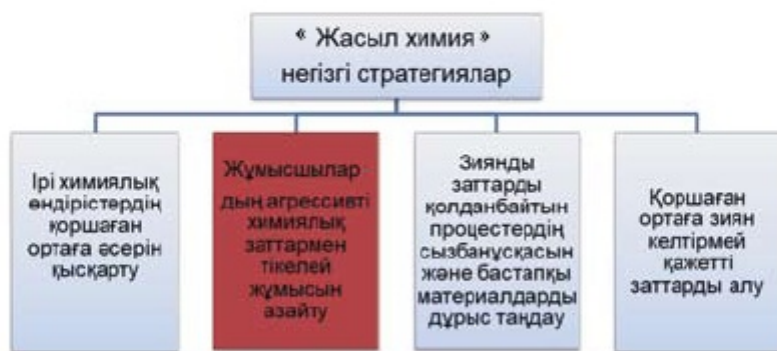 « Жасыл химия »
негізгі стратегиялар
Ірі химиялық
өндірістердің
қоршаған
ортаға әсерін
қысқарту
Жұмысшылар
дың агрессивті
химиялық
заттармен
тікелей
жұмысын
азайту
Зиянды
заттарды
қолданбайтын
процестердің
сызбанұсқасын
және бастапқы
материалдарды
дұрыс таңдау
Қоршаған
ортаға зиян
келтірмей
қажетті
заттарды алу